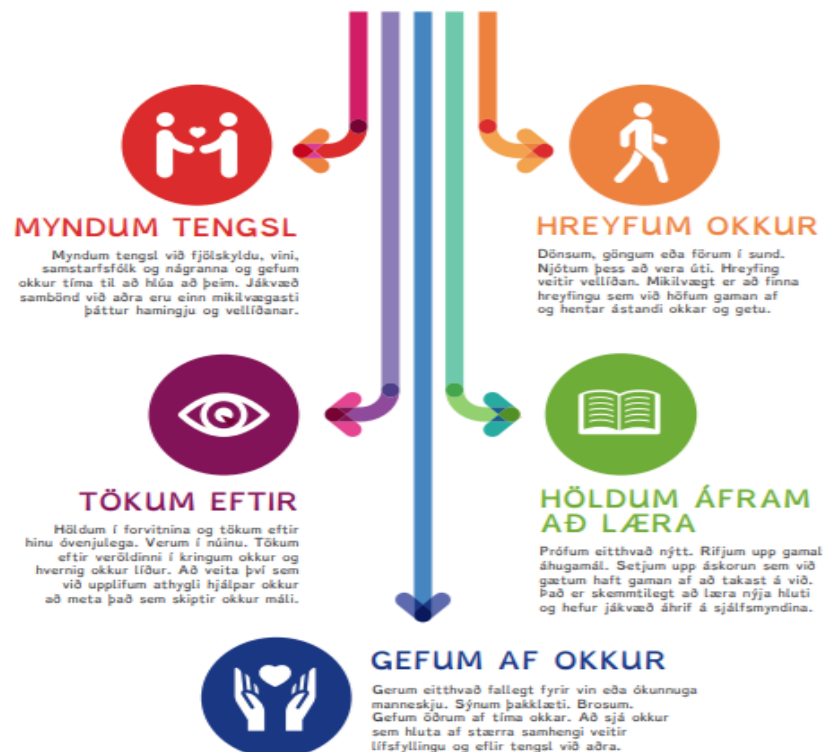 MYNDUM TENGSL
Myndum tengsl við fjölskyldu, vini,
samstarfsfólk og nágranna og gefum
okkur tíma til að hlúa að þeim. Jákvæð
sambönd við aðra eru einn mikilvægasti
þáttur hamingju og vellíðanar.
HREYFUM OKKUR
Dönsum, göngum eða förum í sund.
Njótum þess að vera úti. Hreyfing
veitir vellíðan. Mikilvægt er að finna
hreyfingu sem við höfum gaman af
og hentar ástandi okkar og getu.
TÖKUM EFTIR
Höldum í forvitnina og tökum eftir
hinu óvenjulega. Verum í núinu. Tökum
eftir veröldinni í kringum okkur og
hvernig okkur líður. Að veita því sem
við upplifum athygli hjálpar okkur
að meta það sem skiptir okkur máli.
HÖLDUM ÁFRAM
AÐ LÆRA
Prófum eitthvað nýtt. Rifjum upp gamal
áhugamál. Setjum upp áskorun sem við
gætum haft gaman af að takast á við.
Það er skemmtilegt að læra nýja hluti
og hefur jákvæð áhrif á sjálfsmyndina.
GEFUM AF OKKUR
Gerum eitthvað fallegt fyrir vin eða ókunnuga
manneskju. Sýnum þakklæti. Brosum.
Gefum öðrum af tíma okkar. Að sjá okkur
sem hluta af stærra samhengi veitir
lífsfyllingu og eflir tengsl við aðra.